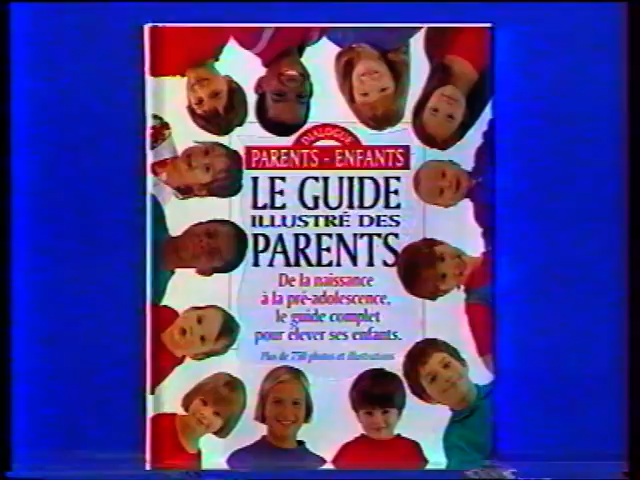 DIALOGUE
PARENTS - ENFANTS
LE GUIDE
ILLUSTRÉ DES
PARENTS
De la naissance
à la pré-adolescence,
le guide complet
pour élever ses enfants.
Plus de 750 photos et illustrations